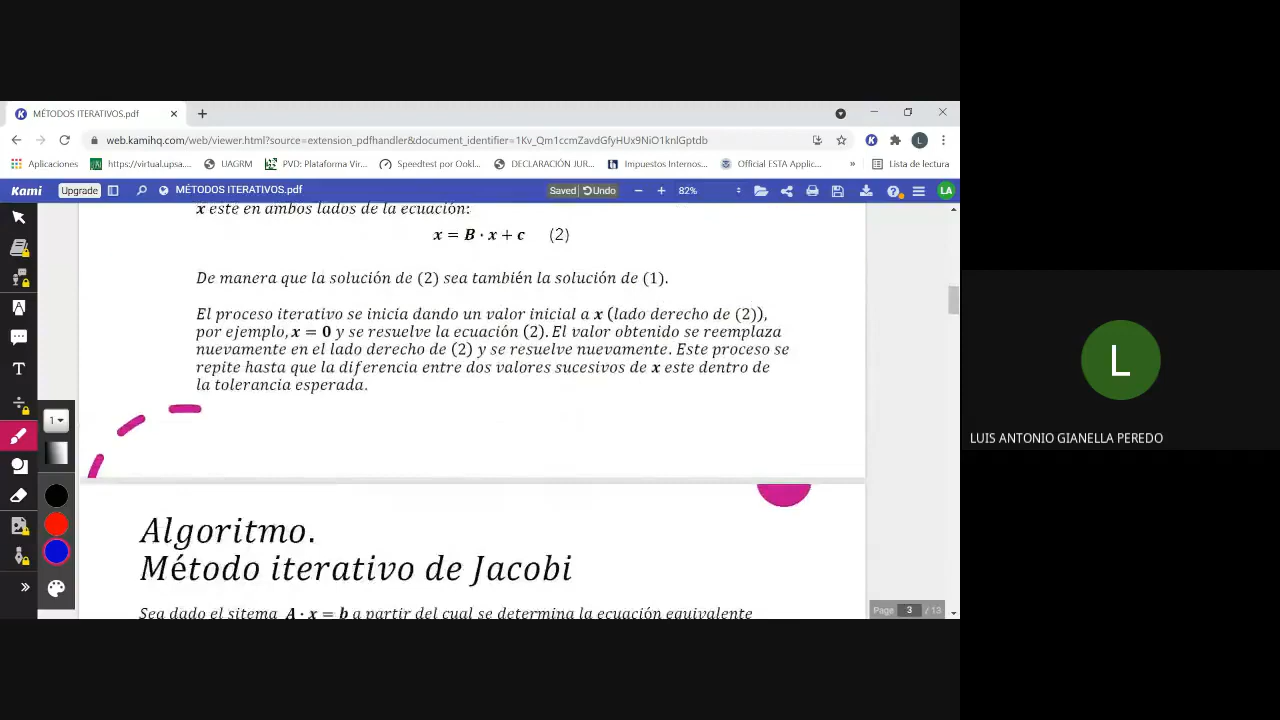 MÉTODOS ITERATIVOS.pdf
web.kamihq.com/web/viewer.html?source=extension_pdfhandler&document_identifier=1Kv_Qm1ccmZavdGfyHUx9NiO1knlGptdb
L
Aplicaciones https://virtual.upsa... UAGRM PVD: Plataforma Vir... Speedtest por Ookl... DECLARACIÓN JUR... Impuestos Internos... Official ESTA Applic... » Lista de lectura
Kami Upgrade MÉTODOS ITERATIVOS.pdf Saved Undo 82% LA
x este en ambos lados de la ecuación:
x = B · x + c (2)
De manera que la solución de (2) sea también la solución de (1).
El proceso iterativo se inicia dando un valor inicial a x (lado derecho de (2)),
por ejemplo, x = 0 y se resuelve la ecuación (2). El valor obtenido se reemplaza
nuevamente en el lado derecho de (2) y se resuelve nuevamente. Este proceso se
repite hasta que la diferencia entre dos valores sucesivos de x este dentro de
la tolerancia esperada.
1
Algoritmo.
Método iterativo de Jacobi
Sea dado el sitema A · x = b a partir del cual se determina la ecuación equivalente
Page 3 / 13
L
LUIS ANTONIO GIANELLA PEREDO